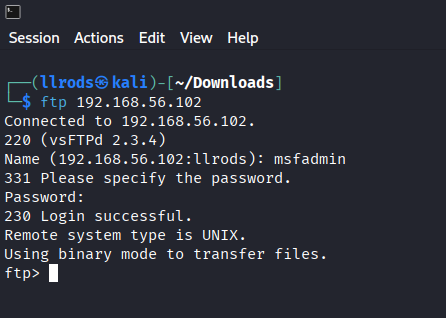 Session Actions Edit View Help
┌──(llrods㉿kali)-[~/Downloads]
└─$ ftp 192.168.56.102
Connected to 192.168.56.102.
220 (vsFTPd 2.3.4)
Name (192.168.56.102:llrods): msfadmin
331 Please specify the password.
Password:
230 Login successful.
Remote system type is UNIX.
Using binary mode to transfer files.
ftp>